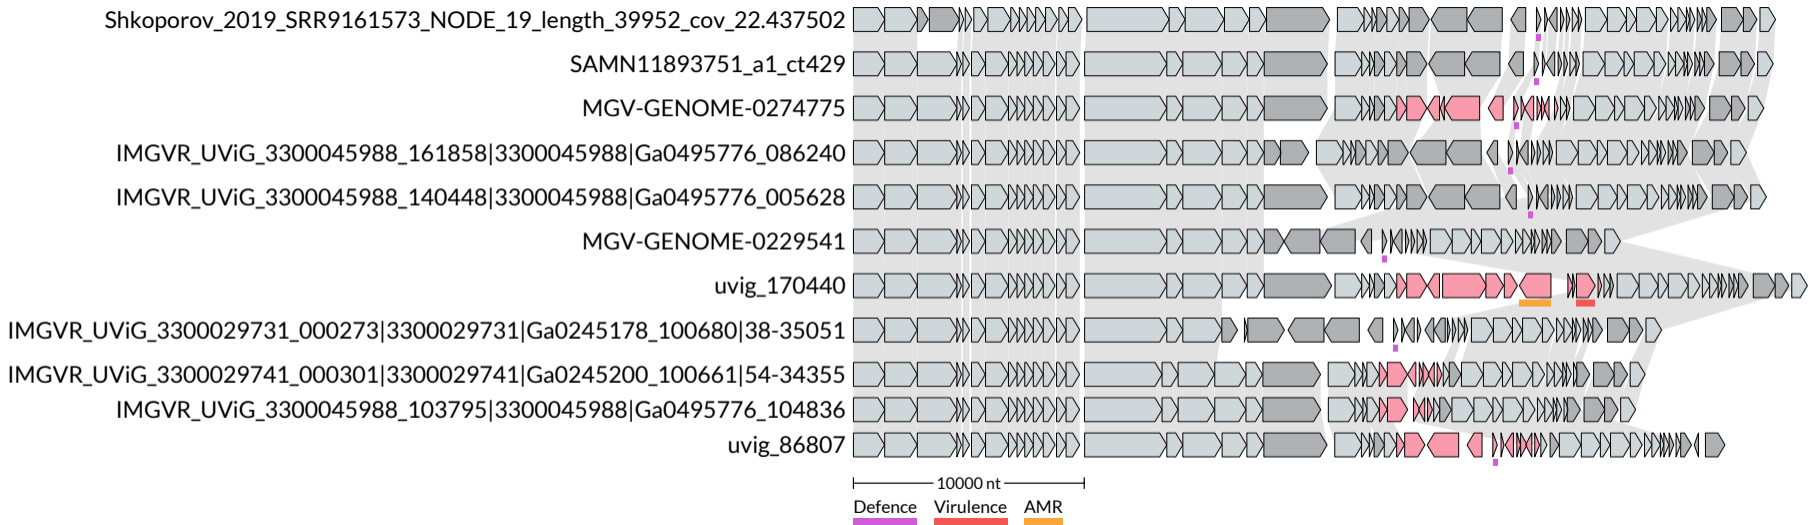 Shkoporov_2019_SRR9161573_NODE_19_length_39952_cov_22.437502
SAMN11893751_a1_ct429
MGV-GENOME-0274775
IMGVR_UViG_3300045988_161858|3300045988|Ga0495776_086240
IMGVR_UViG_3300045988_140448|3300045988|Ga0495776_005628
MGV-GENOME-0229541
uvig_170440
IMGVR_UViG_3300029731_000273|3300029731|Ga0245178_100680|38-35051
IMGVR_UViG_3300029741_000301|3300029741|Ga0245200_100661|54-34355
IMGVR_UViG_3300045988_103795|3300045988|Ga0495776_104836
uvig_86807
10000 nt
Defence Virulence AMR